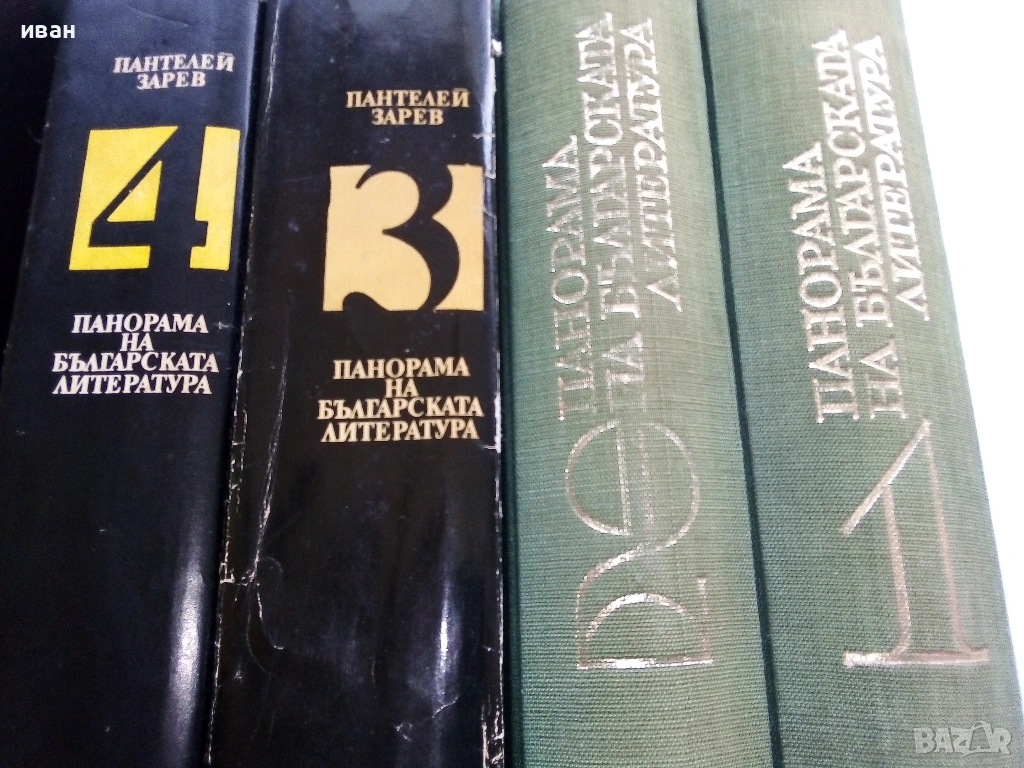 иван
ПАНТЕЛЕЙ
ЗАРЕВ
4
ПАНОРАМА
НА
БЪЛГАРСКАТА
ЛИТЕРАТУРА
ПАНТЕЛЕЙ
ЗАРЕВ
3
ПАНОРАМА
НА
БЪЛГАРСКАТА
ЛИТЕРАТУРА
ПАНОРАМА
НА БЪЛГАРСКАТА
ЛИТЕРАТУРА
2
ПАНОРАМА
НА БЪЛГАРСКАТА
ЛИТЕРАТУРА
1
BAZAR